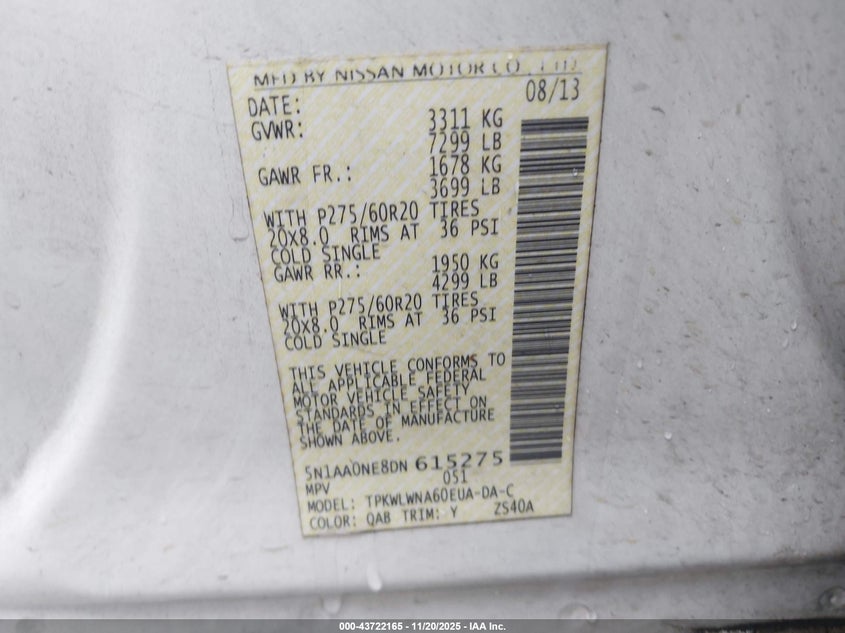 MFD BY NISSAN MOTOR CO., LTD.
DATE: 08/13
GVWR: 3311 KG
7299 LB
GAWR FR.: 1678 KG
3699 LB
WITH P275/60R20 TIRES
20X8.0 RIMS AT 36 PSI
COLD SINGLE
GAWR RR.: 1950 KG
4299 LB
WITH P275/60R20 TIRES
20X8.0 RIMS AT 36 PSI
COLD SINGLE
THIS VEHICLE CONFORMS TO
ALL APPLICABLE FEDERAL
MOTOR VEHICLE SAFETY
STANDARDS IN EFFECT ON
THE DATE OF MANUFACTURE
SHOWN ABOVE.
5N1AA0NE8DN 615275
MPV 051
MODEL: TPKWLWNA60EUA-DA-C
COLOR: QAB TRIM: Y ZS40A
000-43722165 - 11/20/2025 - IAA Inc.